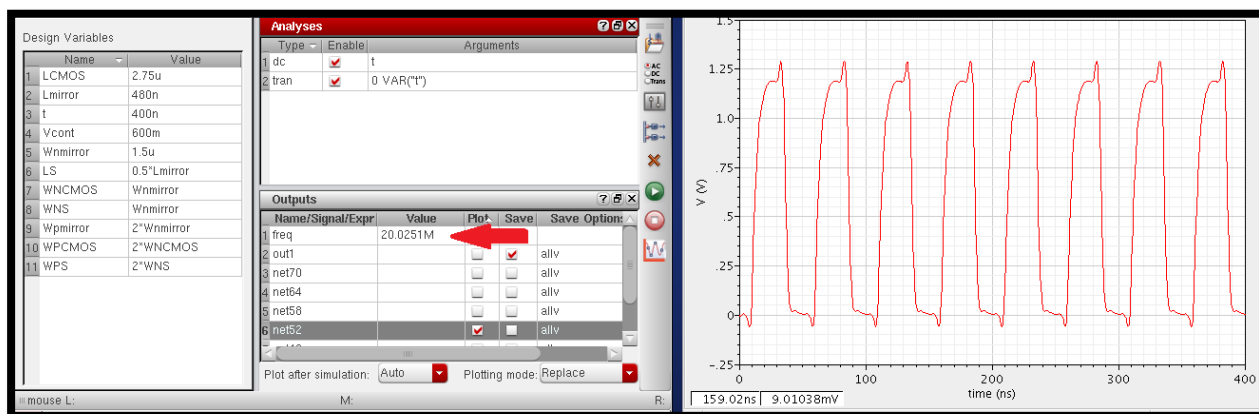 Design Variables
Name Value
1 LCMOS 2.75u
2 Lmirror 480n
3 t 400n
4 Vcont 600m
5 Wnmirror 1.5u
6 LS 0.5*Lmirror
7 WNCMOS Wnmirror
8 WNS Wnmirror
9 Wpmirror 2*Wnmirror
10 WPCMOS 2*WNCMOS
11 WPS 2*WNS
Analyses
Type Enable Arguments
1 dc t
2 tran 0 VAR("t")
AC
DC
Trans
Outputs
Name/Signal/Expr Value Plot Save Save Options
1 freq 20.0251M
2 out1 allv
3 net70 allv
4 net64 allv
5 net58 allv
6 net52 allv
Plot after simulation: Auto Plotting mode: Replace
mouse L: M: R:
1.5
1.25
1.0
.75
.5
.25
0
-.25
V (V)
0 100 200 300 400
time (ns)
159.02ns 9.01038mV